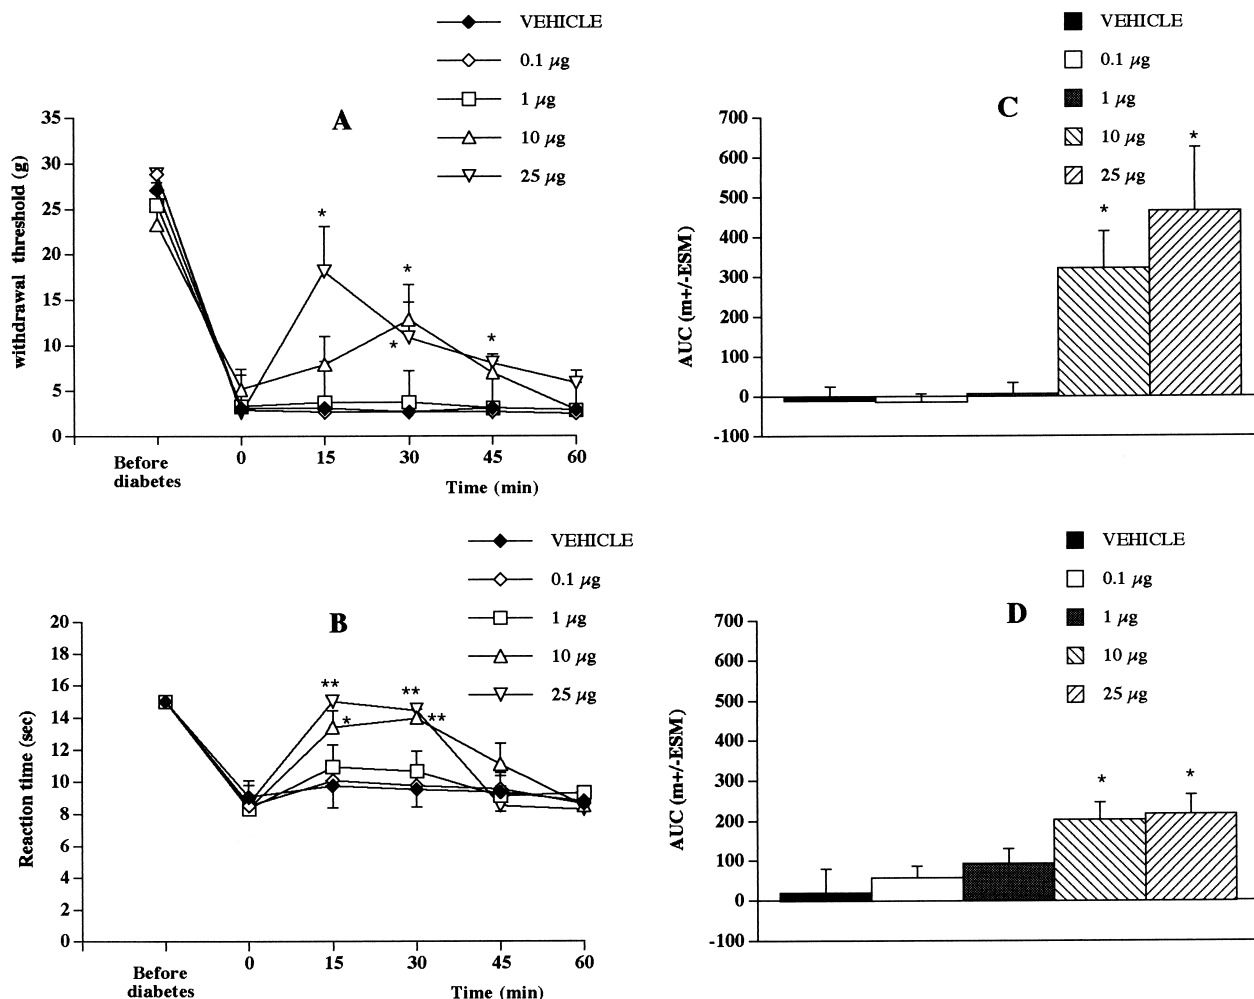 VEHICLE
0.1 µg
1 µg
10 µg
25 µg
A
withdrawal threshold (g)
35
30
25
20
15
10
5
0
*
*
*
*
Before
diabetes
0
15
30
45
60
Time (min)
VEHICLE
0.1 µg
1 µg
10 µg
25 µg
C
AUC (m+/-ESM)
700
600
500
400
300
200
100
0
-100
*
*
VEHICLE
0.1 µg
1 µg
10 µg
25 µg
B
Reaction time (sec)
20
18
16
14
12
10
8
6
4
2
0
**
*
**
**
Before
diabetes
0
15
30
45
60
Time (min)
VEHICLE
0.1 µg
1 µg
10 µg
25 µg
D
AUC (m+/-ESM)
700
600
500
400
300
200
100
0
-100
*
*